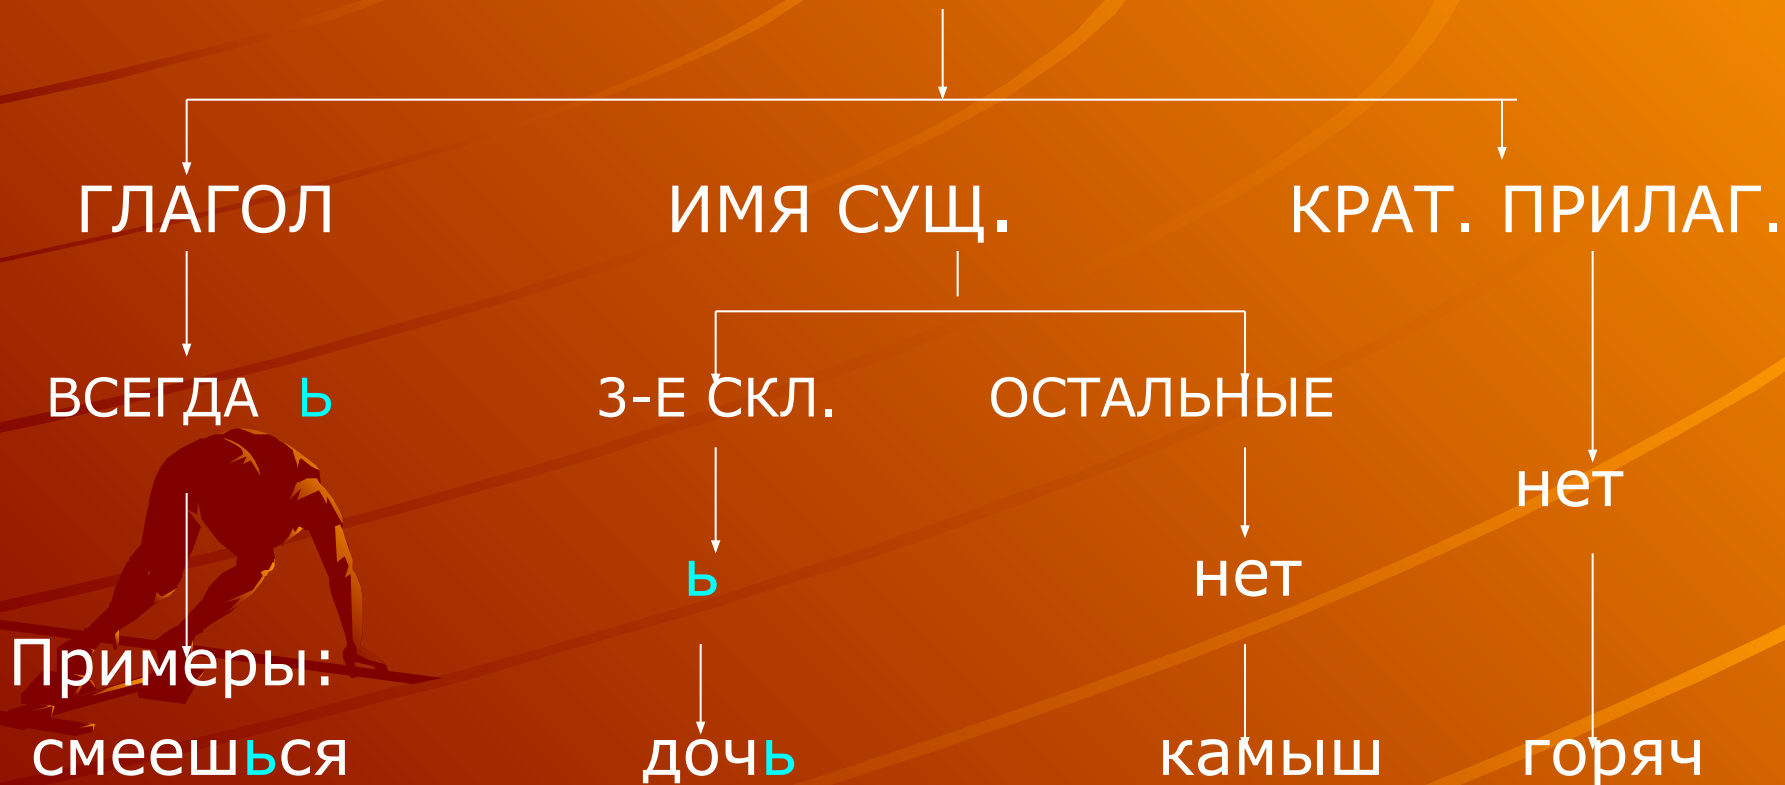 ГЛАГОЛ ИМЯ СУЩ. КРАТ. ПРИЛАГ.
ВСЕГДА Ь 3-Е СКЛ. ОСТАЛЬНЫЕ
нет
ь нет
Примеры:
смеешься дочь камыш горяч